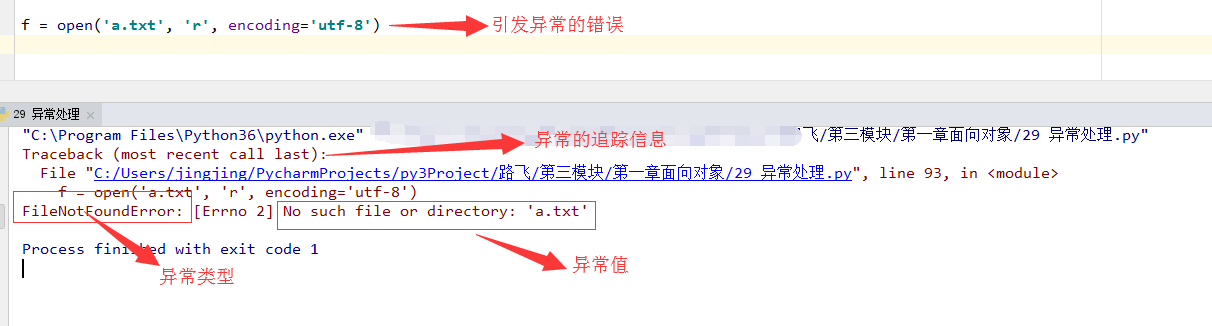 f = open('a.txt', 'r', encoding='utf-8')
引发异常的错误
29 异常处理
"C:\Program Files\Python36\python.exe" 飞/第三模块/第一章面向对象/29 异常处理.py"
异常的追踪信息
Traceback (most recent call last):
File "C:/Users/jingjing/PycharmProjects/py3Project/路飞/第三模块/第一章面向对象/29 异常处理.py", line 93, in <module>
f = open('a.txt', 'r', encoding='utf-8')
FileNotFoundError: [Errno 2] No such file or directory: 'a.txt'
Process finished with exit code 1
异常值
异常类型